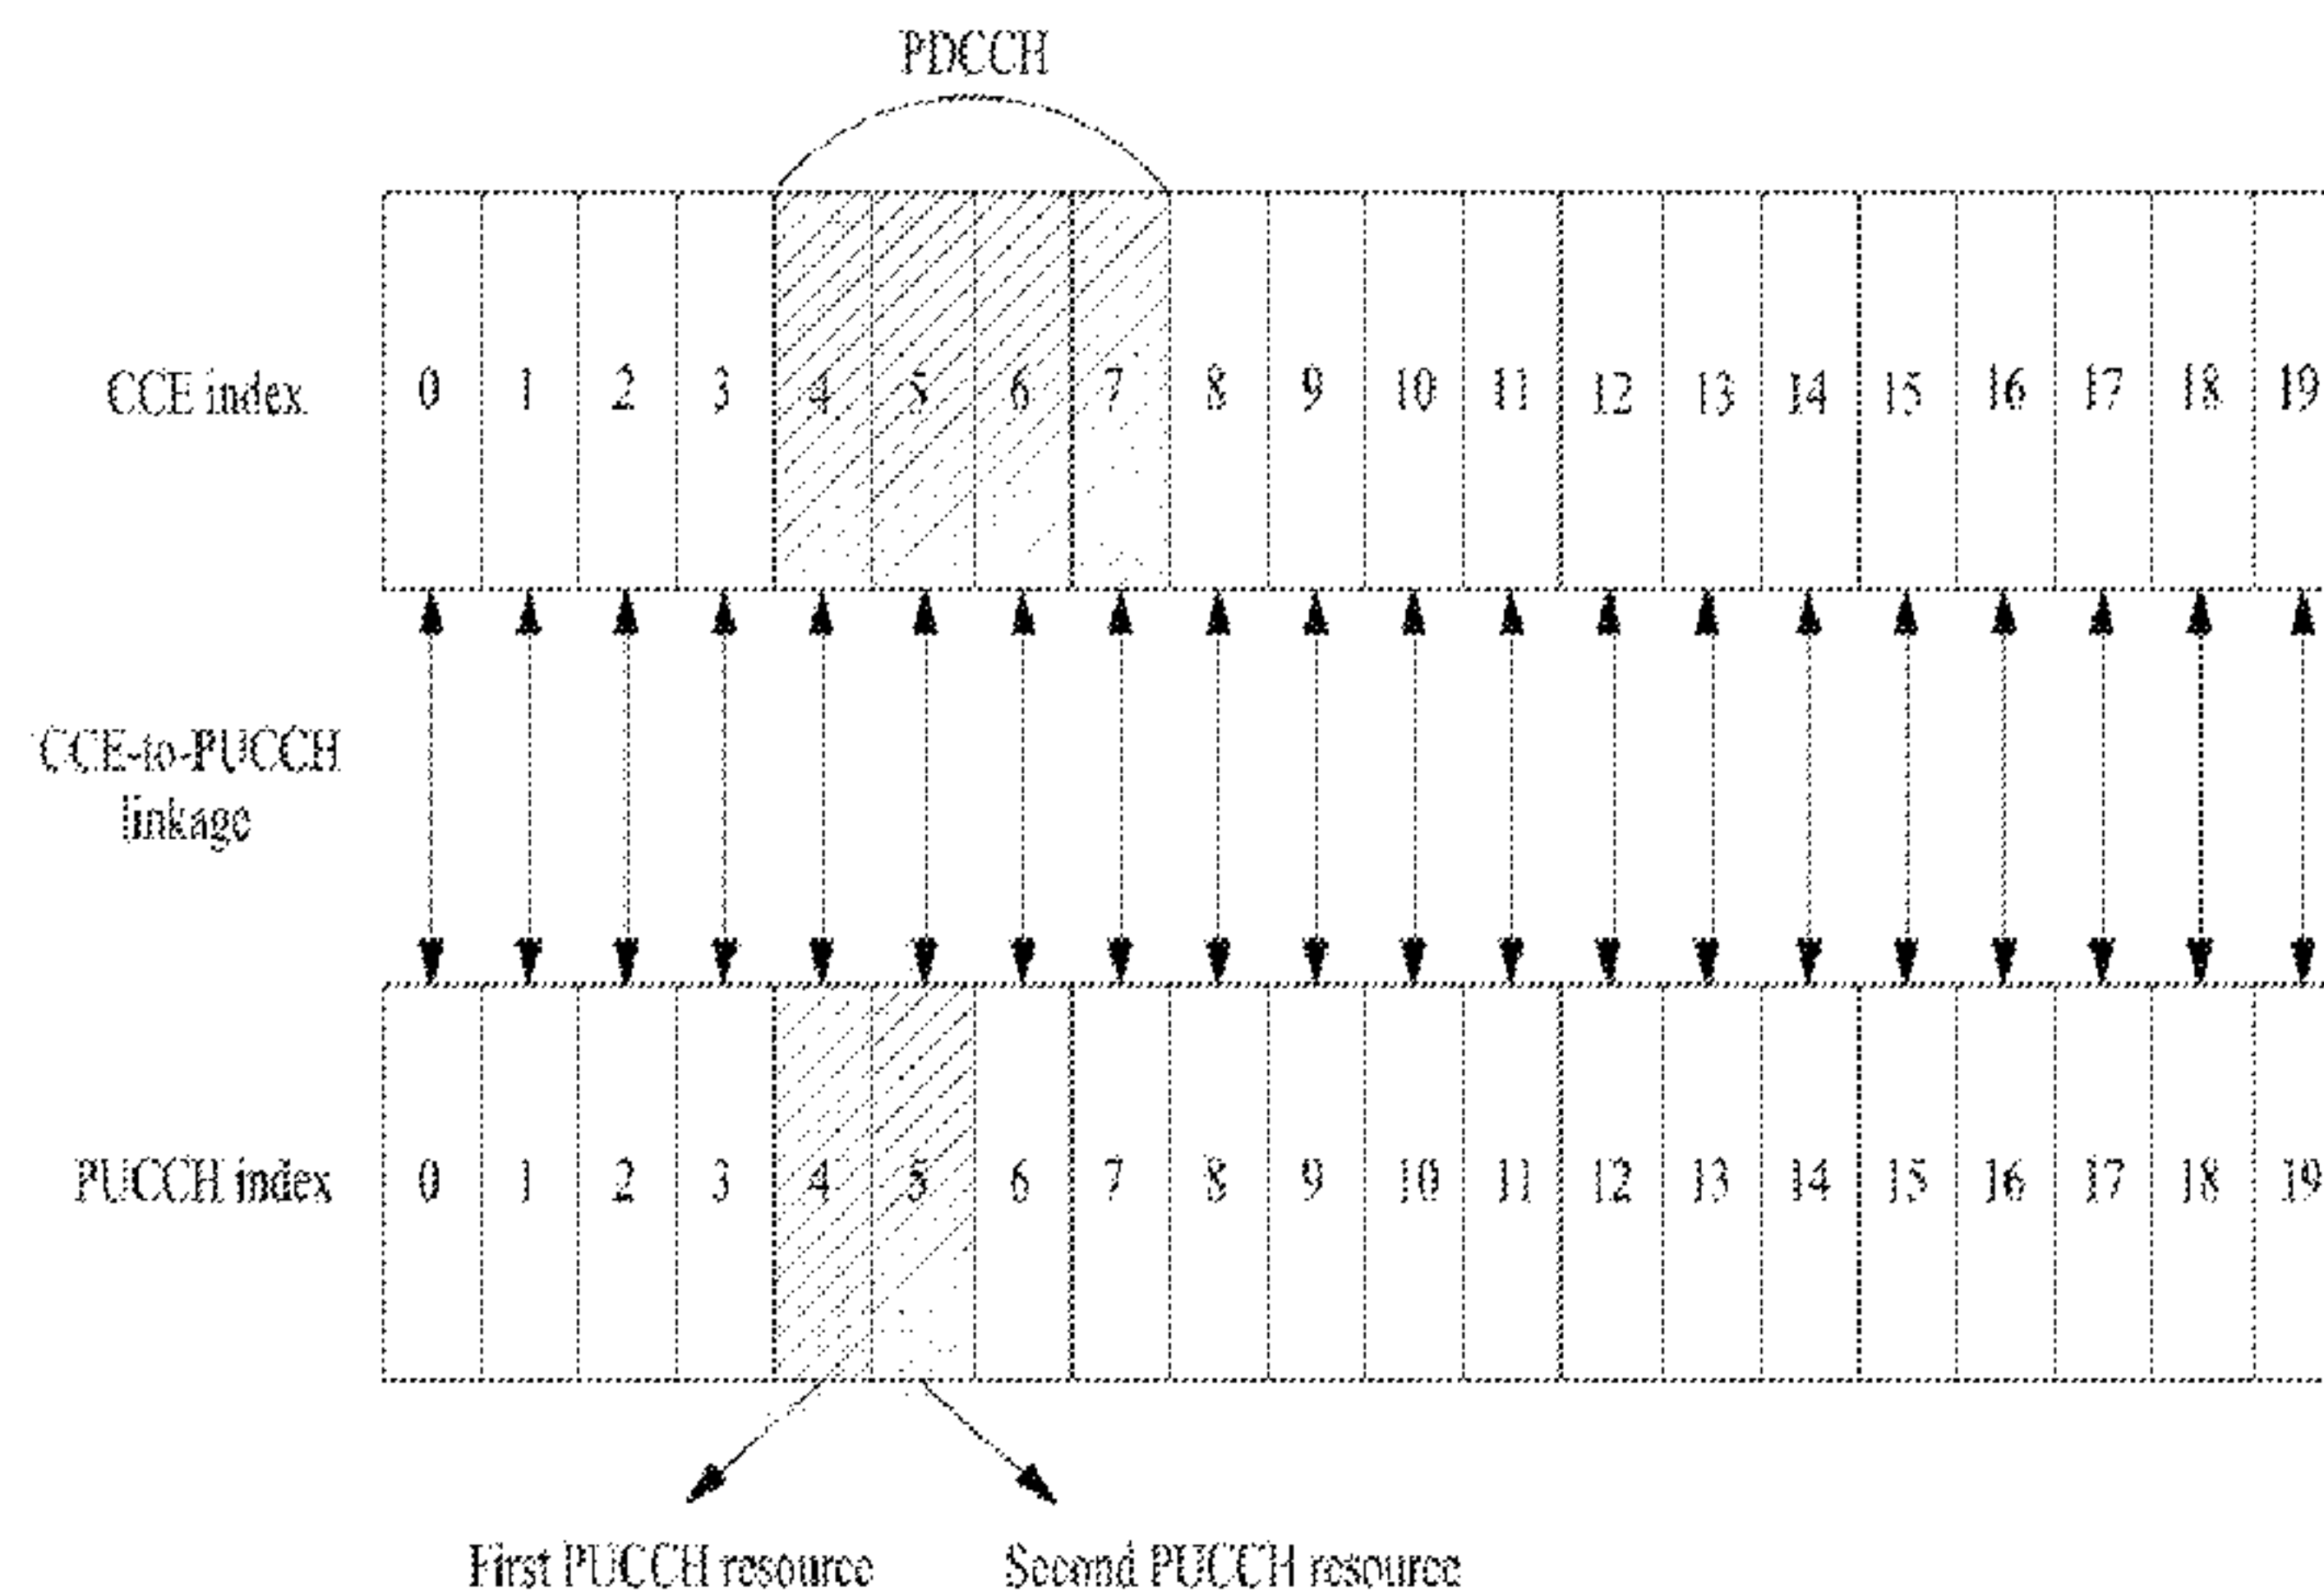 PDCCH
CCE index 0 1 2 3 4 5 6 7 8 9 10 11 12 13 14 15 16 17 18 19
CCE-to-PUCCH
linkage
PUCCH index 0 1 2 3 4 5 6 7 8 9 10 11 12 13 14 15 16 17 18 19
First PUCCH resource Second PUCCH resource